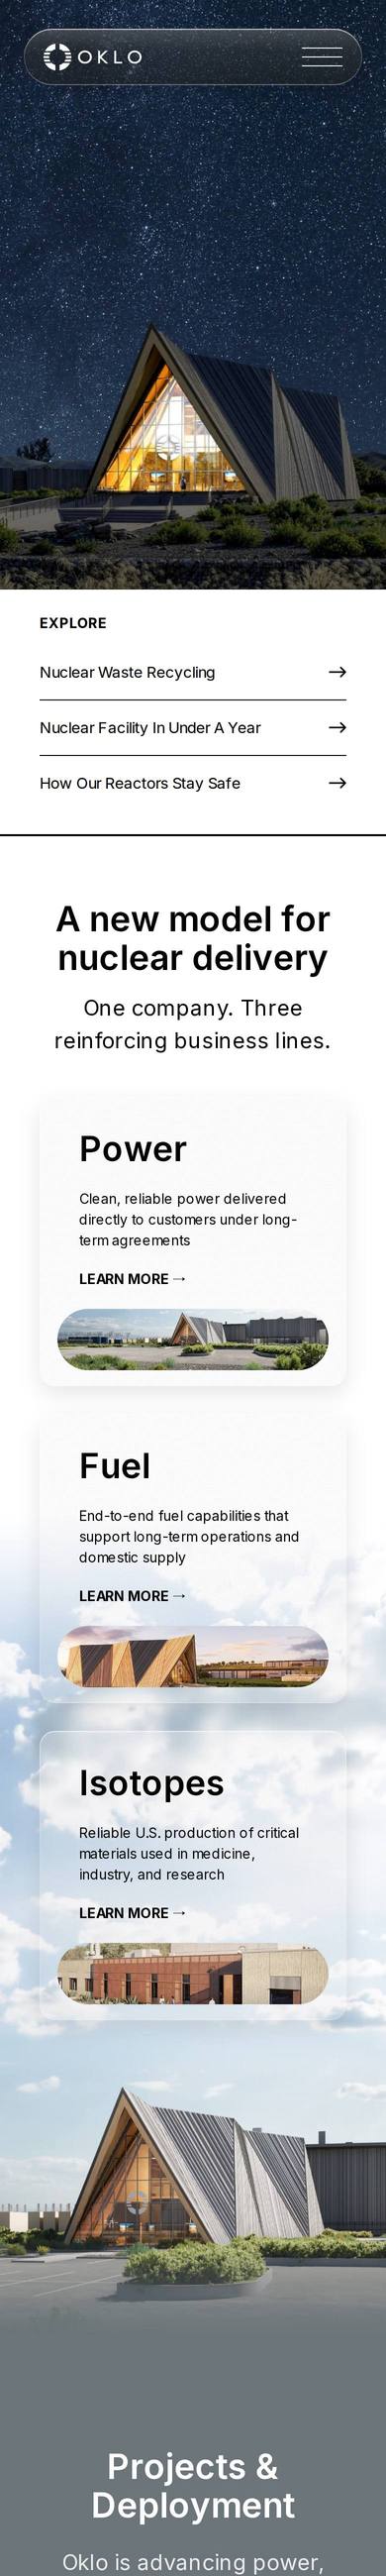 OKLO
EXPLORE
Nuclear Waste Recycling →
Nuclear Facility In Under A Year →
How Our Reactors Stay Safe →
A new model for
nuclear delivery
One company. Three
reinforcing business lines.
Power
Clean, reliable power delivered
directly to customers under long-
term agreements
LEARN MORE →
Fuel
End-to-end fuel capabilities that
support long-term operations and
domestic supply
LEARN MORE →
Isotopes
Reliable U.S. production of critical
materials used in medicine,
industry, and research
LEARN MORE →
Projects &
Deployment
Oklo is advancing power,